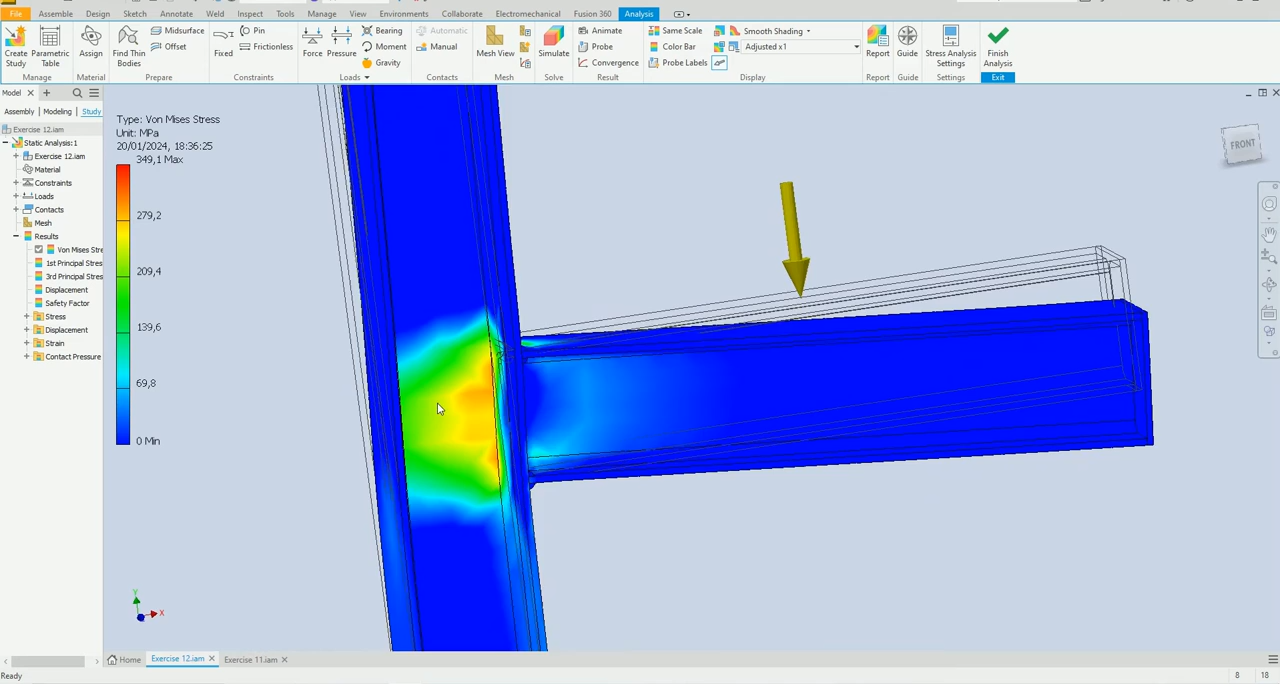 File Assemble Design Sketch Annotate Weld Inspect Tools Manage View Environments Collaborate Electromechanical Fusion 360 Analysis
Create Study
Parametric Table
Manage
Assign
Material
Find Thin Bodies
Midsurface
Offset
Prepare
Fixed
Pin
Frictionless
Constraints
Force
Pressure
Bearing
Moment
Gravity
Loads
Automatic
Manual
Contacts
Mesh View
Mesh
Simulate
Solve
Animate
Probe
Convergence
Result
Same Scale
Color Bar
Probe Labels
Smooth Shading
Adjusted x1
Display
Report
Report
Guide
Guide
Stress Analysis Settings
Settings
Finish Analysis
Exit
Model
Assembly Modeling Study
Exercise 12.iam
Static Analysis:1
Exercise 12.iam
Material
Constraints
Loads
Contacts
Mesh
Results
Von Mises Stre
1st Principal Stres
3rd Principal Stres
Displacement
Safety Factor
Stress
Displacement
Strain
Contact Pressure
Type: Von Mises Stress
Unit: MPa
20/01/2024, 18:36:25
349,1 Max
279,2
209,4
139,6
69,8
0 Min
FRONT
Y
X
Home Exercise 12.iam Exercise 11.iam
Ready
8 18